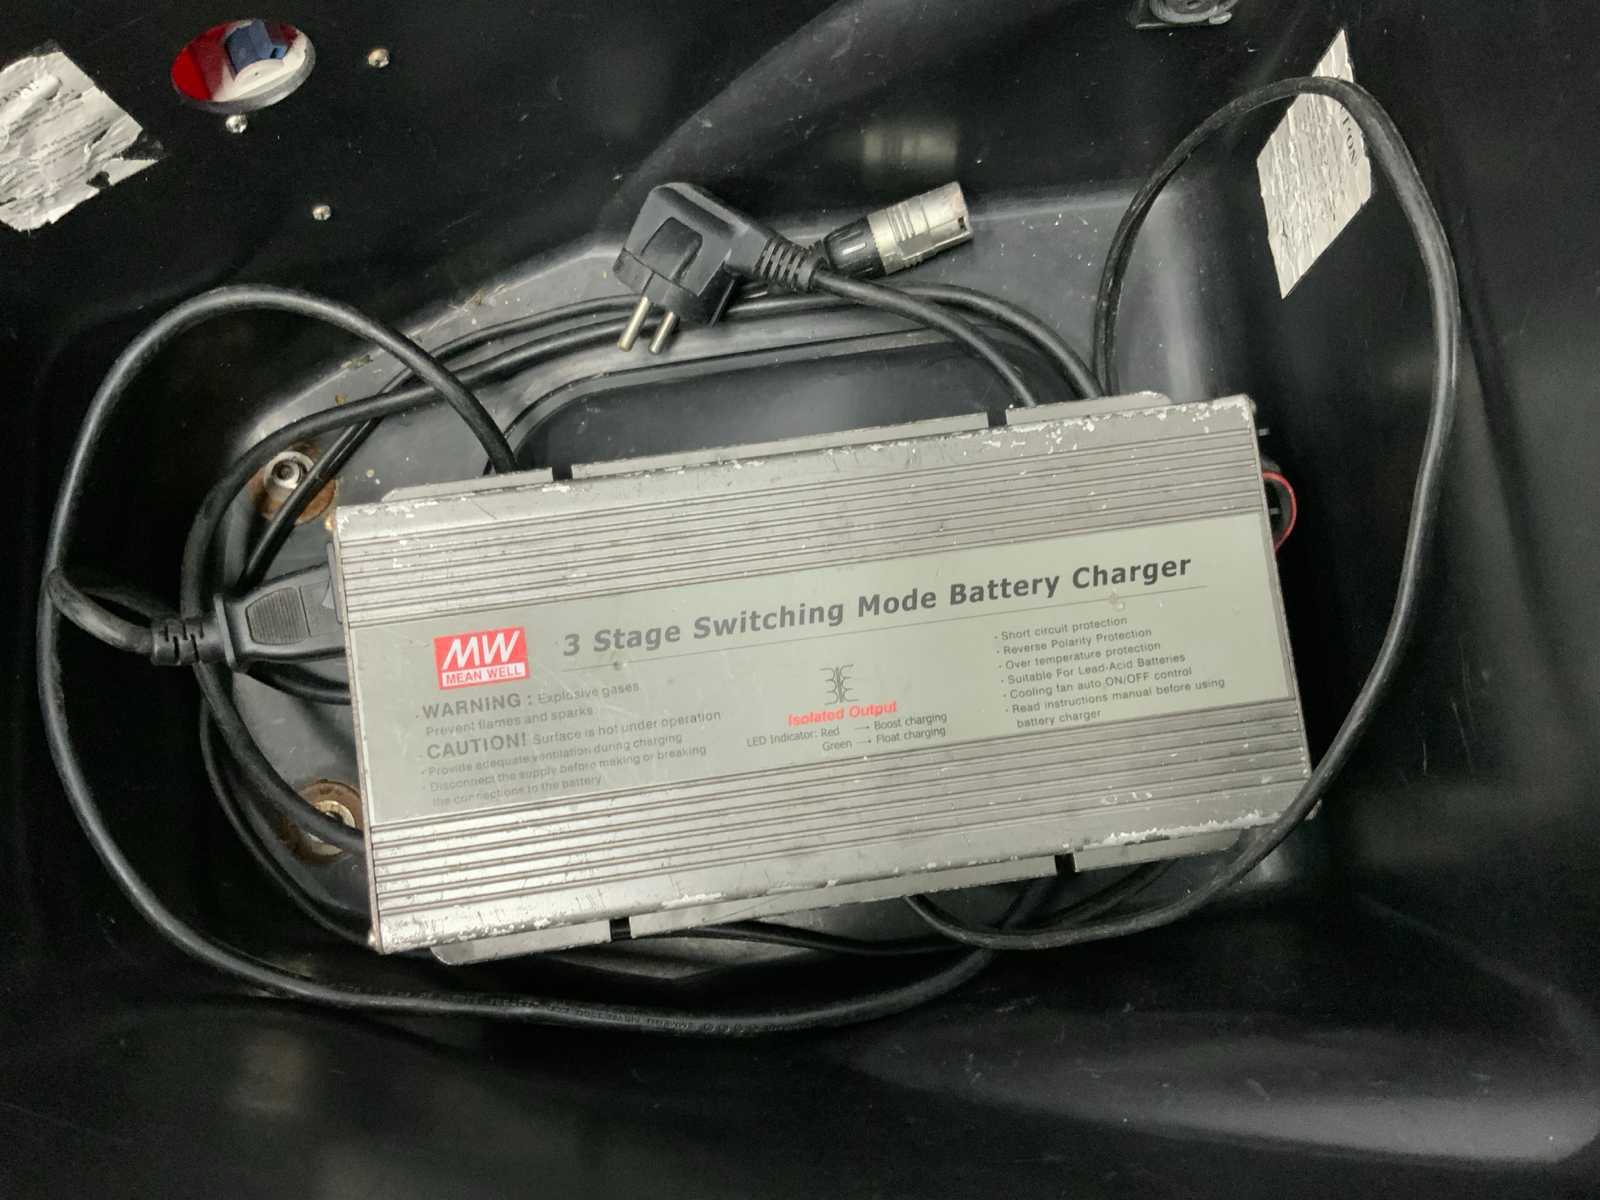 MW
MEAN WELL
3 Stage Switching Mode Battery Charger
· WARNING : Explosive gases
Prevent flames and sparks
· CAUTION! Surface is hot under operation
· Provide adequate ventilation during charging
· Disconnect the supply before making or breaking
the connections to the battery
Isolated Output
LED Indicator: Red → Boost charging
Green → Float charging
· Short circuit protection
· Reverse Polarity Protection
· Over temperature protection
· Suitable For Lead-Acid Batteries
· Cooling fan auto ON/OFF control
· Read instructions manual before using
battery charger